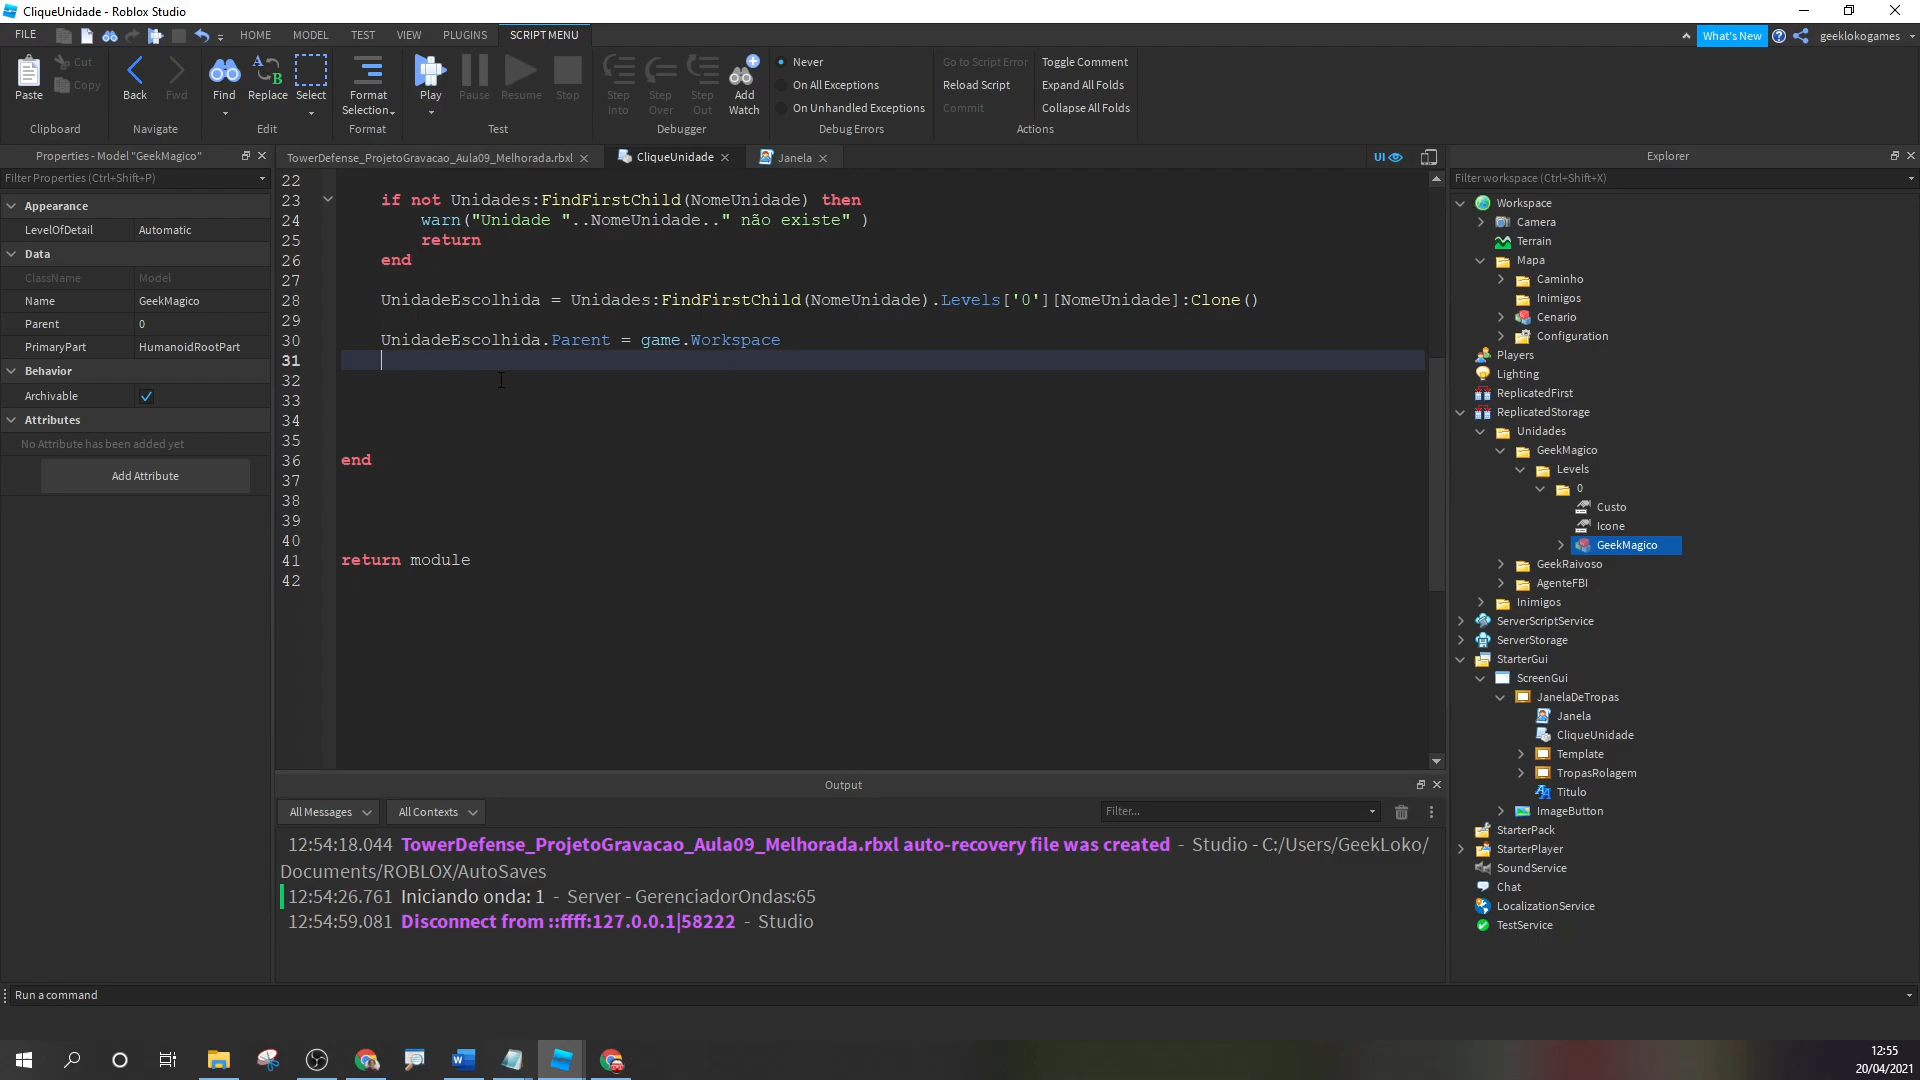 CliqueUnidade - Roblox Studio
FILE
HOME
MODEL
TEST
VIEW
PLUGINS
SCRIPT MENU
What's New
geeklokogames
Paste
Cut
Copy
Clipboard
Back
Fwd
Navigate
Find
Replace
Select
Edit
Format
Selection
Format
Play
Pause
Resume
Stop
Test
Step
Into
Step
Over
Step
Out
Add
Watch
Debugger
Never
On All Exceptions
On Unhandled Exceptions
Debug Errors
Go to Script Error
Reload Script
Commit
Toggle Comment
Expand All Folds
Collapse All Folds
Actions
Properties - Model "GeekMagico"
Filter Properties (Ctrl+Shift+P)
Appearance
LevelOfDetail Automatic
Data
ClassName Model
Name GeekMagico
Parent 0
PrimaryPart HumanoidRootPart
Behavior
Archivable
Attributes
No Attribute has been added yet
Add Attribute
TowerDefense_ProjetoGravacao_Aula09_Melhorada.rbxl
CliqueUnidade
Janela
UI
22
23 if not Unidades:FindFirstChild(NomeUnidade) then
24 warn("Unidade "..NomeUnidade.." não existe" )
25 return
26 end
27
28 UnidadeEscolhida = Unidades:FindFirstChild(NomeUnidade).Levels['0'][NomeUnidade]:Clone()
29
30 UnidadeEscolhida.Parent = game.Workspace
31
32
33
34
35
36 end
37
38
39
40
41 return module
42
Output
All Messages
All Contexts
Filter...
12:54:18.044 TowerDefense_ProjetoGravacao_Aula09_Melhorada.rbxl auto-recovery file was created - Studio - C:/Users/GeekLoko/
Documents/ROBLOX/AutoSaves
12:54:26.761 Iniciando onda: 1 - Server - GerenciadorOndas:65
12:54:59.081 Disconnect from ::ffff:127.0.0.1|58222 - Studio
Run a command
Explorer
Filter workspace (Ctrl+Shift+X)
Workspace
Camera
Terrain
Mapa
Caminho
Inimigos
Cenario
Configuration
Players
Lighting
ReplicatedFirst
ReplicatedStorage
Unidades
GeekMagico
Levels
0
Custo
Icone
GeekMagico
GeekRaivoso
AgenteFBI
Inimigos
ServerScriptService
ServerStorage
StarterGui
ScreenGui
JanelaDeTropas
Janela
CliqueUnidade
Template
TropasRolagem
Titulo
ImageButton
StarterPack
StarterPlayer
SoundService
Chat
LocalizationService
TestService
12:55
20/04/2021